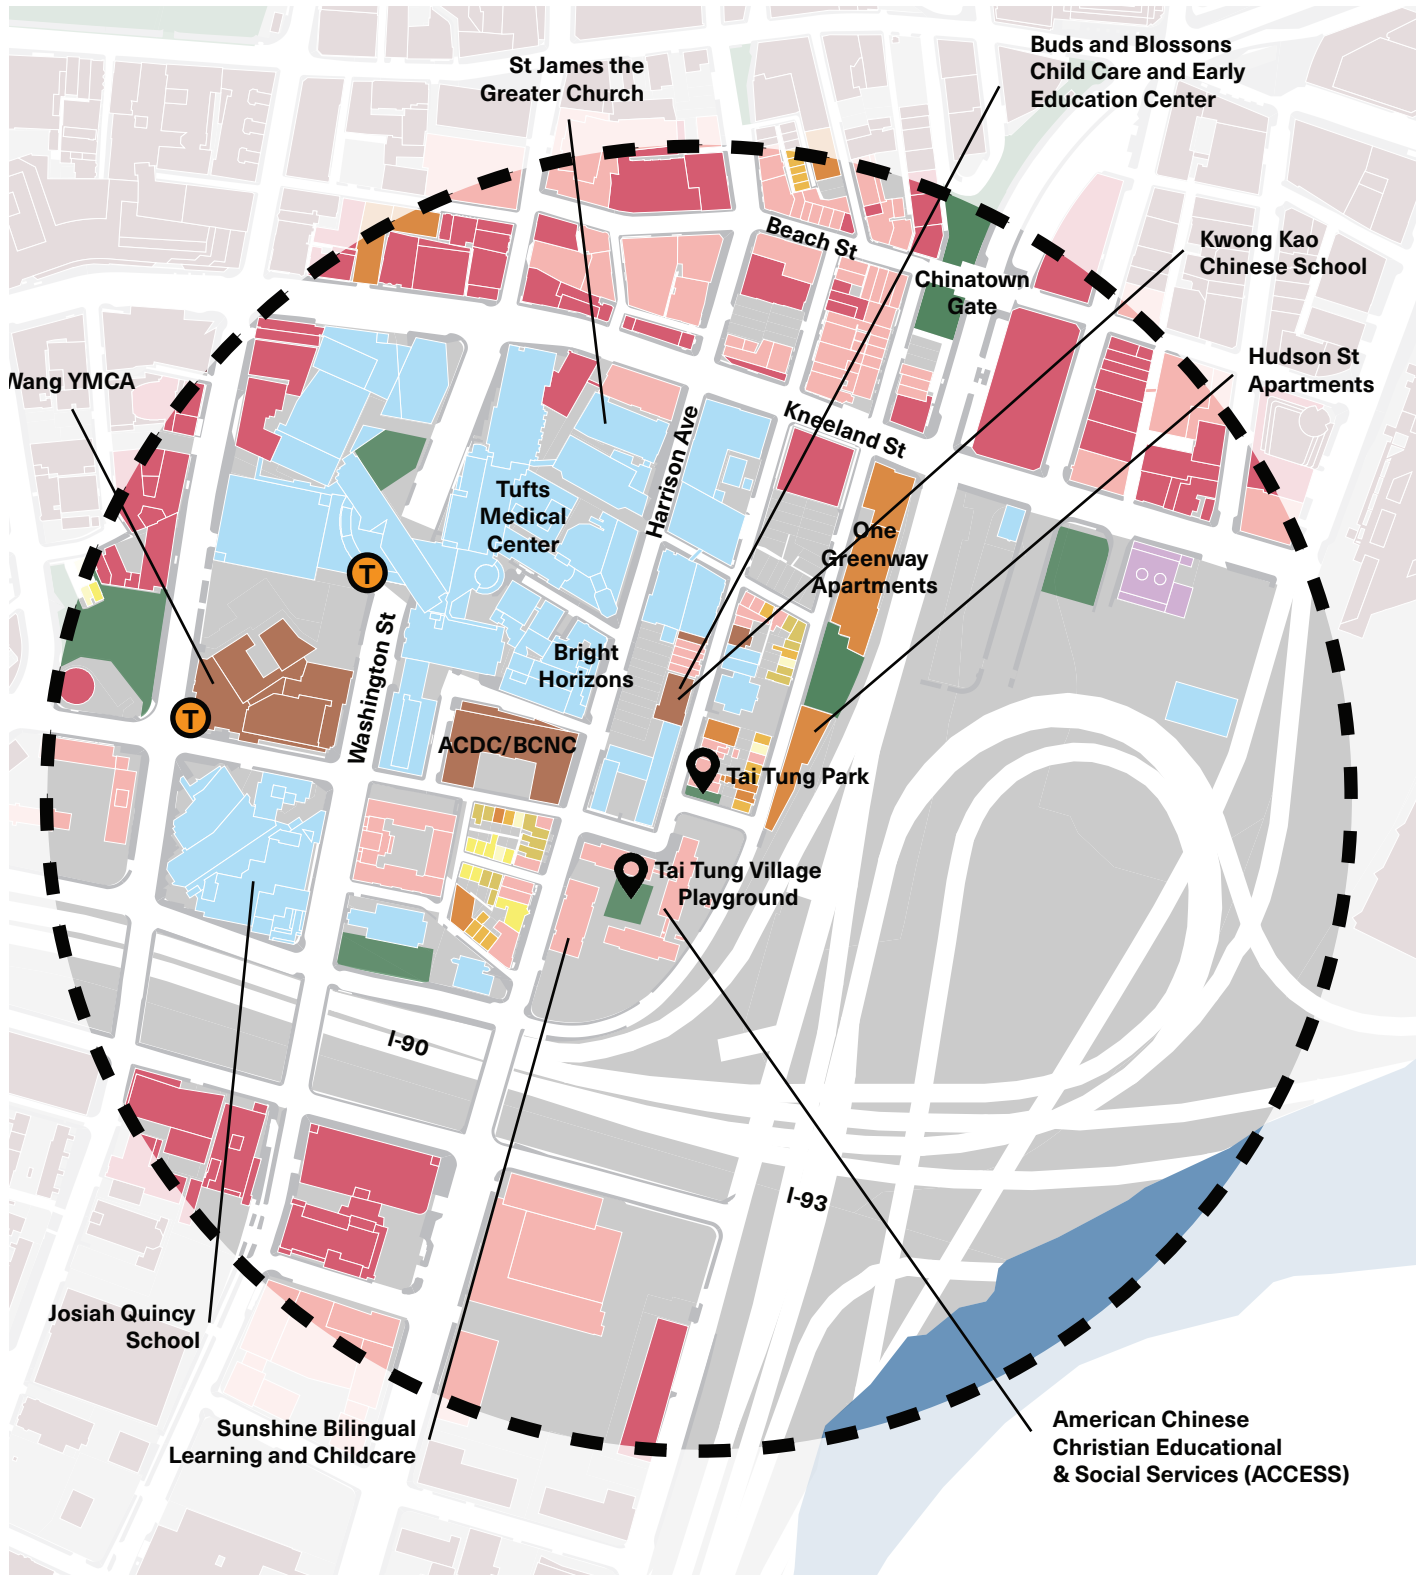 St James the
Greater Church
Buds and Blossons
Child Care and Early
Education Center
Beach St
Kwong Kao
Chinese School
Chinatown
Gate
Hudson St
Apartments
Wang YMCA
Kneeland St
Harrison Ave
Tufts
Medical
Center
One
Greenway
Apartments
T
Washington St
Bright
Horizons
T
ACDC/BCNC
Tai Tung Park
Tai Tung Village
Playground
I-90
I-93
Josiah Quincy
School
Sunshine Bilingual
Learning and Childcare
American Chinese
Christian Educational
& Social Services (ACCESS)